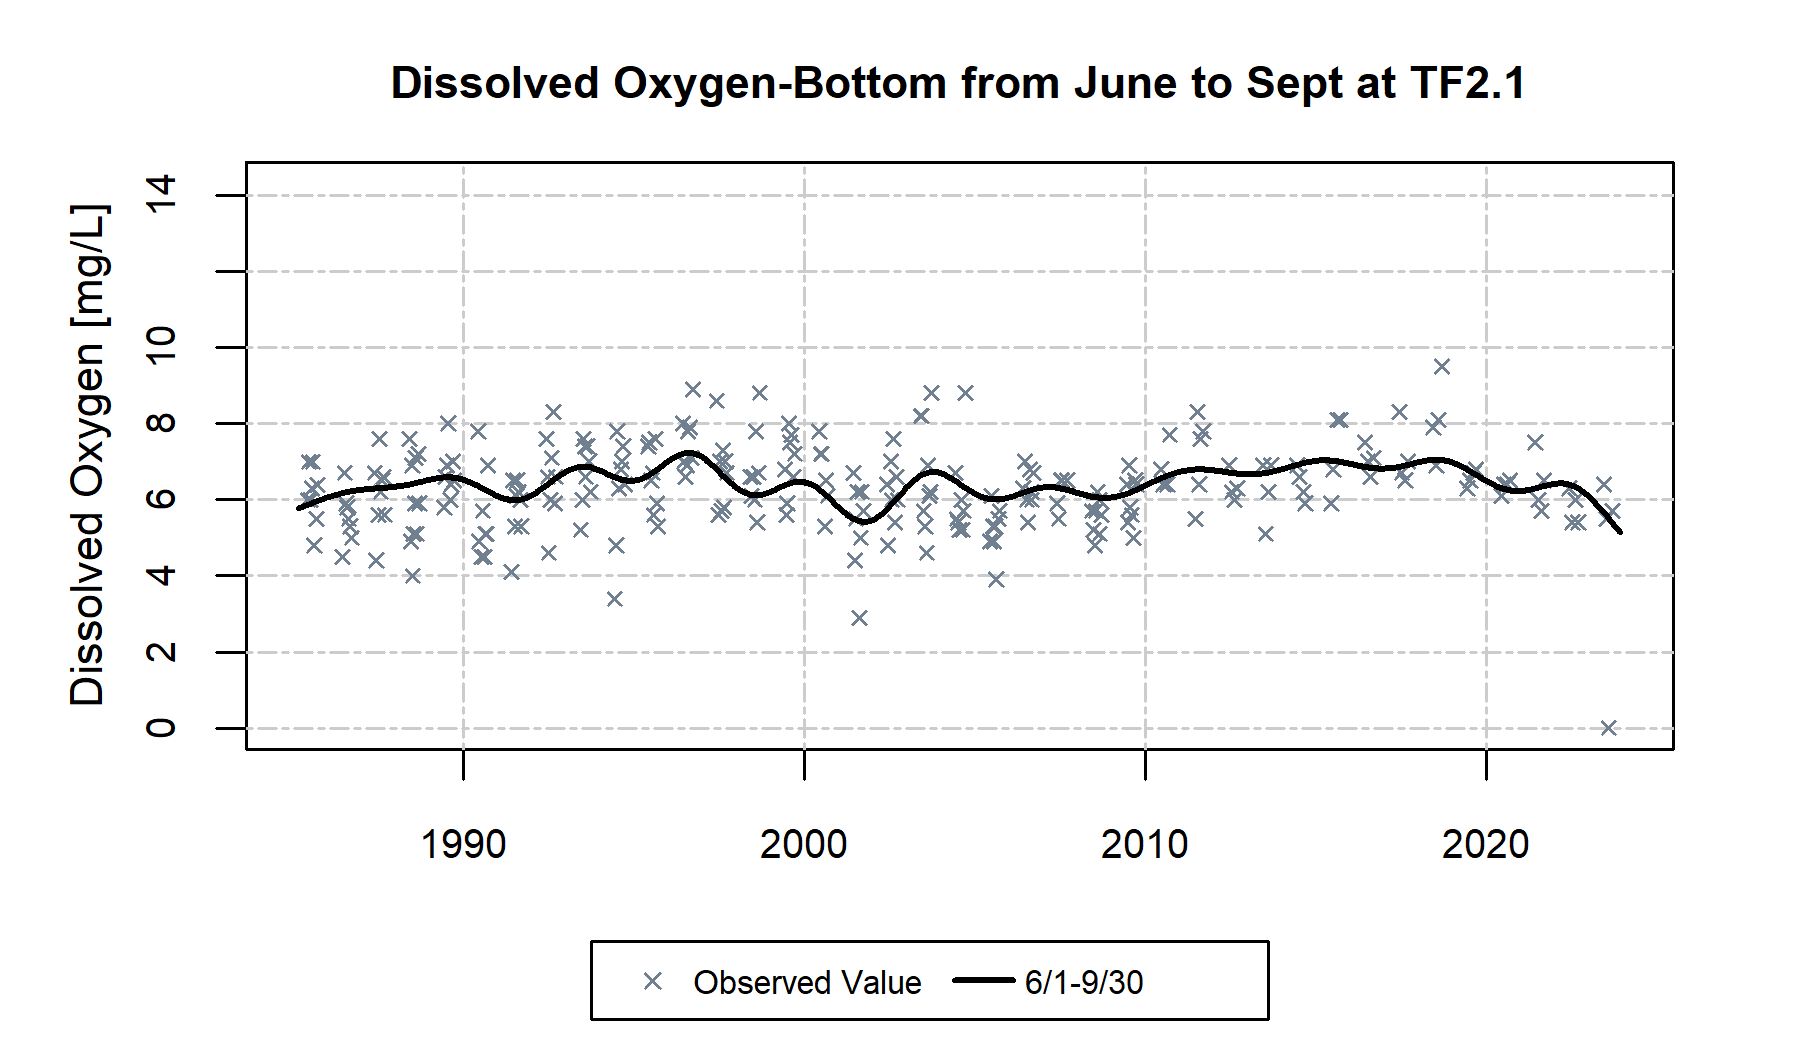 Dissolved Oxygen-Bottom from June to Sept at TF2.1
Dissolved Oxygen [mg/L]
14
10
8
6
4
2
0
1990 2000 2010 2020
Observed Value 6/1-9/30